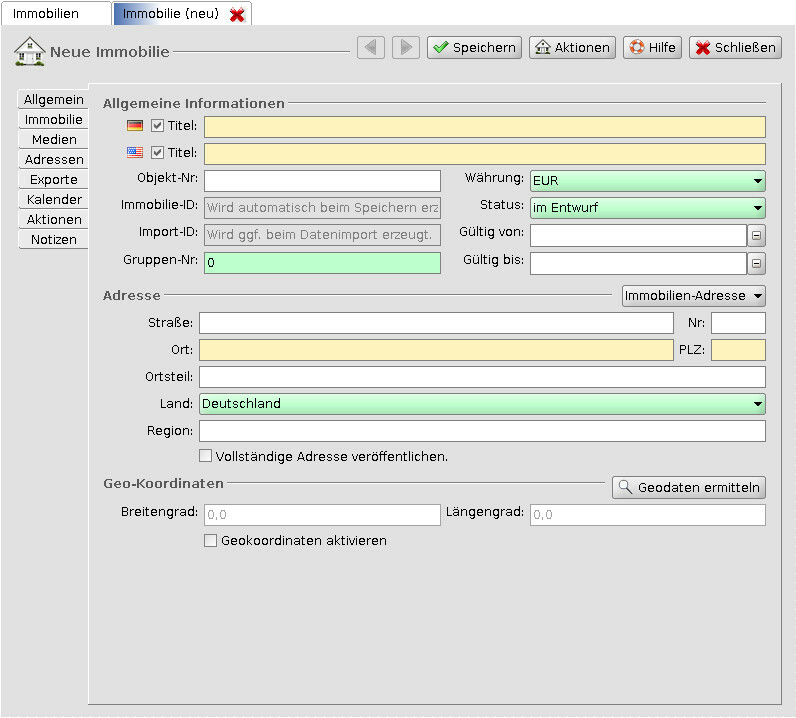 Immobilien
Immobilie (neu)
Neue Immobilie
Speichern
Aktionen
Hilfe
Schließen
Allgemein
Immobilie
Medien
Adressen
Exporte
Kalender
Aktionen
Notizen
Allgemeine Informationen
Titel:
Titel:
Objekt-Nr:
Währung: EUR
Immobilie-ID: Wird automatisch beim Speichern erz
Status: im Entwurf
Import-ID: Wird ggf. beim Datenimport erzeugt.
Gültig von:
Gruppen-Nr: 0
Gültig bis:
Adresse
Immobilien-Adresse
Straße:
Nr:
Ort:
PLZ:
Ortsteil:
Land: Deutschland
Region:
Vollständige Adresse veröffentlichen.
Geo-Koordinaten
Geodaten ermitteln
Breitengrad: 0,0
Längengrad: 0,0
Geokoordinaten aktivieren